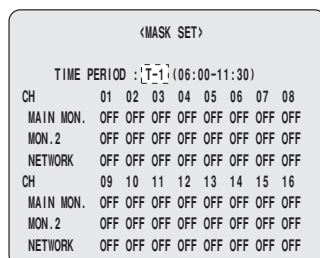 <MASK SET>
TIME PERIOD : T-1 (06:00-11:30)
CH 01 02 03 04 05 06 07 08
MAIN MON. OFF OFF OFF OFF OFF OFF OFF OFF
MON.2 OFF OFF OFF OFF OFF OFF OFF OFF
NETWORK OFF OFF OFF OFF OFF OFF OFF OFF
CH 09 10 11 12 13 14 15 16
MAIN MON. OFF OFF OFF OFF OFF OFF OFF OFF
MON.2 OFF OFF OFF OFF OFF OFF OFF OFF
NETWORK OFF OFF OFF OFF OFF OFF OFF OFF